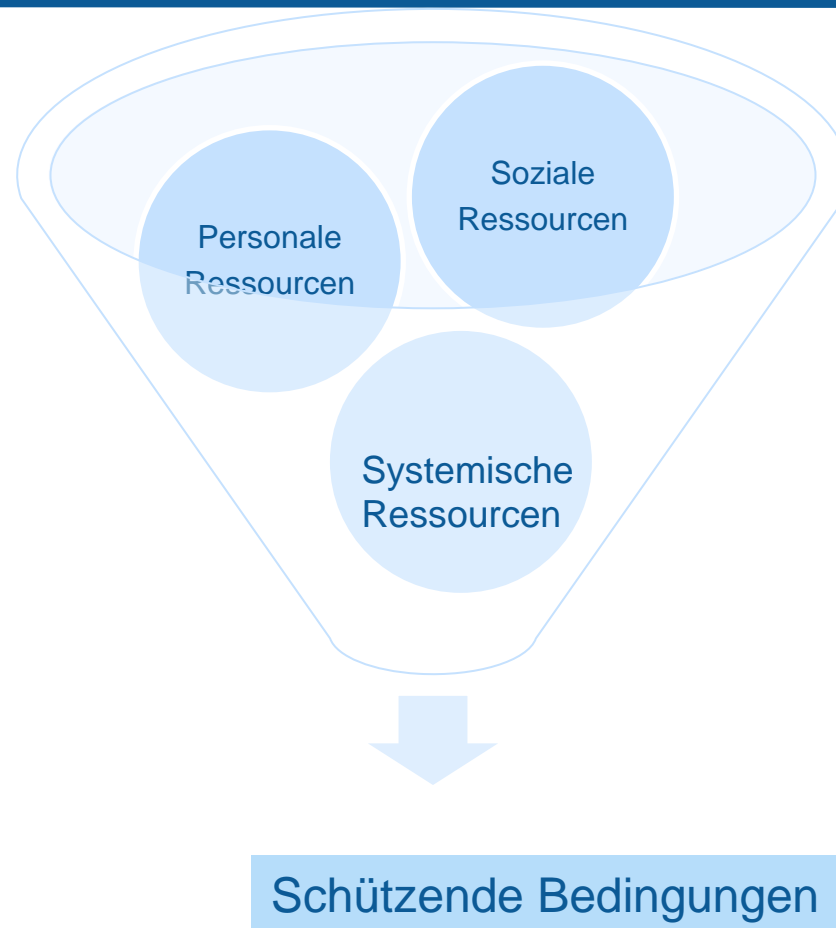 Soziale
Ressourcen
Personale
Ressourcen
Systemische
Ressourcen
Schützende Bedingungen